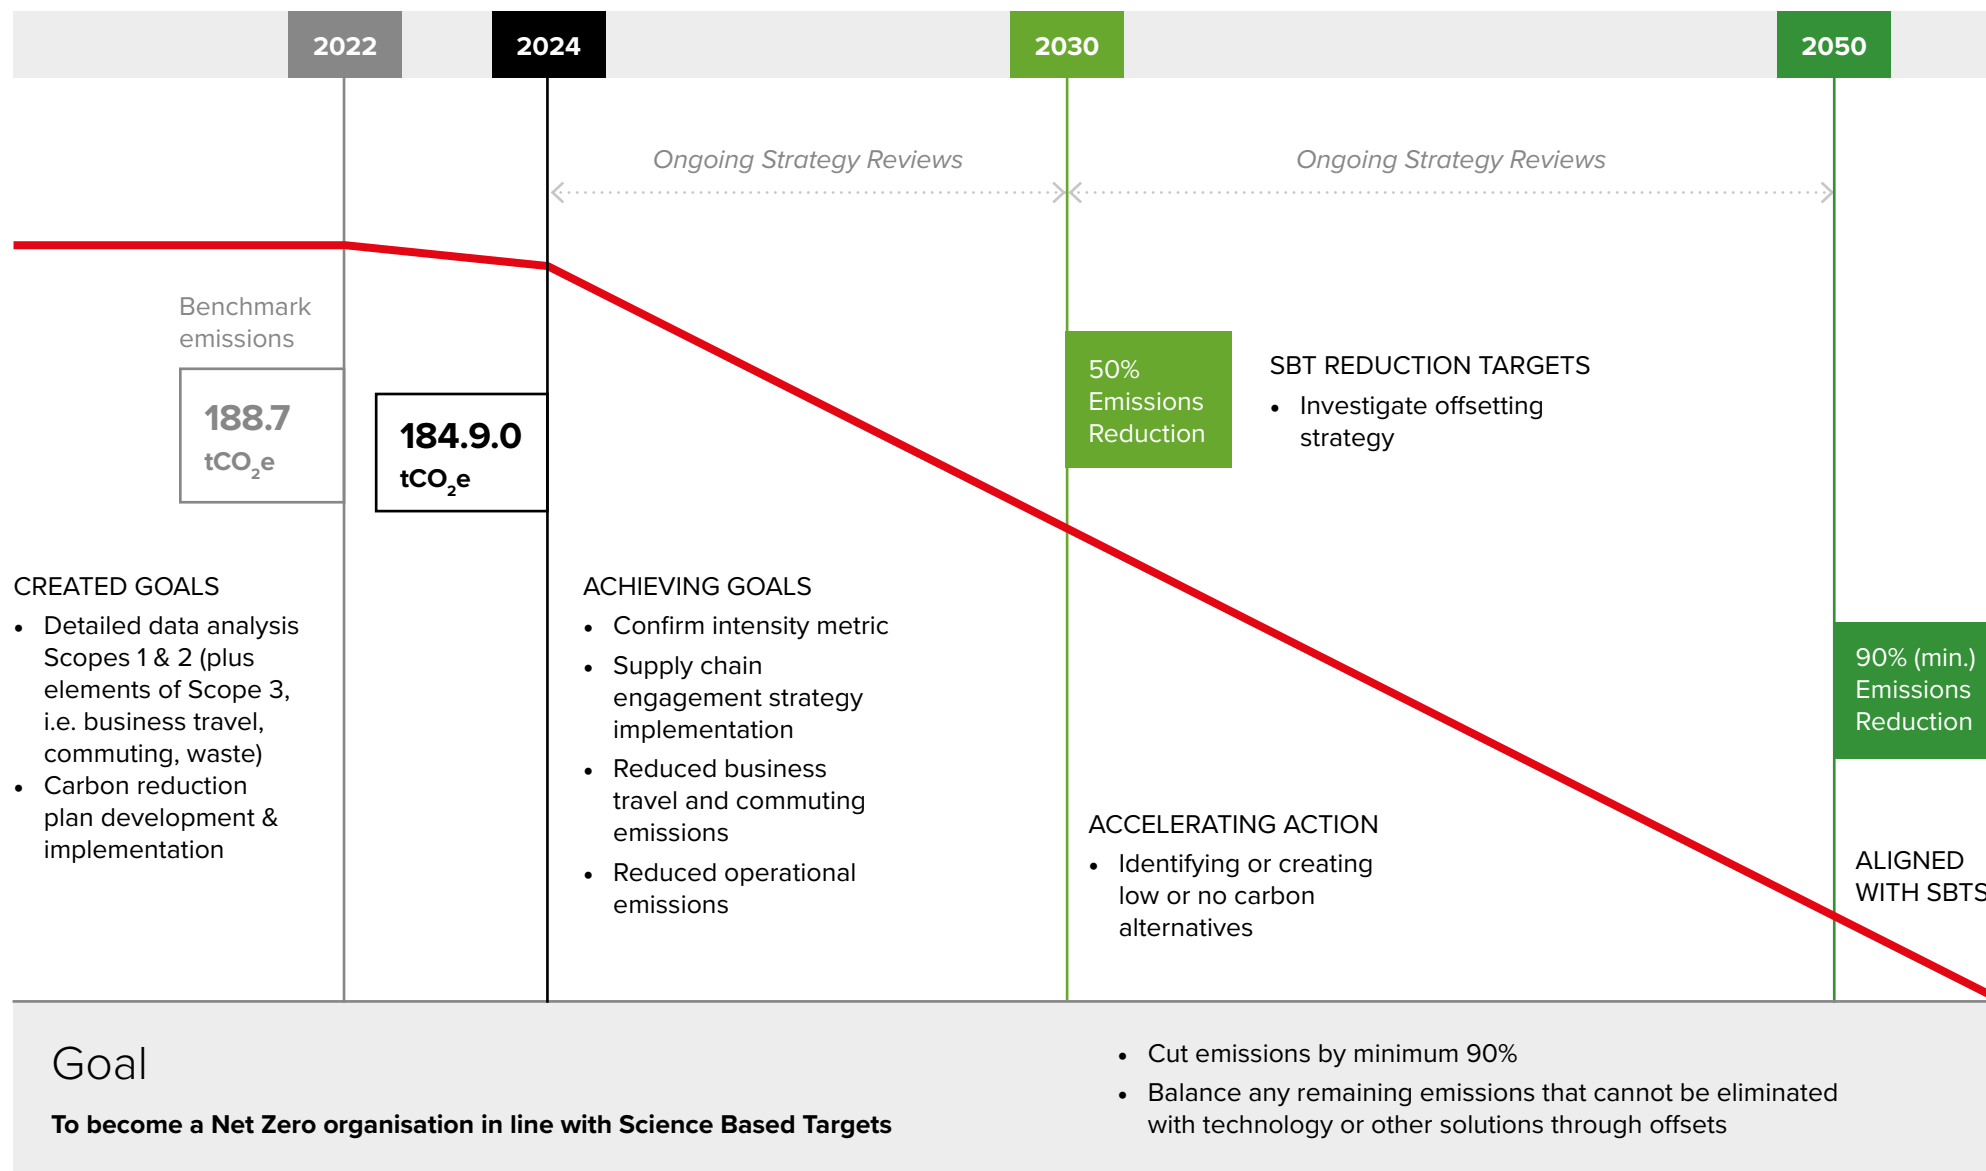 2022
2024
2030
2050
Ongoing Strategy Reviews
Ongoing Strategy Reviews
Benchmark
emissions
188.7
tCO₂e
184.9.0
tCO₂e
50%
Emissions
Reduction
SBT REDUCTION TARGETS
• Investigate offsetting
strategy
CREATED GOALS
• Detailed data analysis
Scopes 1 & 2 (plus
elements of Scope 3,
i.e. business travel,
commuting, waste)
• Carbon reduction
plan development &
implementation
ACHIEVING GOALS
• Confirm intensity metric
• Supply chain
engagement strategy
implementation
• Reduced business
travel and commuting
emissions
• Reduced operational
emissions
ACCELERATING ACTION
• Identifying or creating
low or no carbon
alternatives
90% (min.)
Emissions
Reduction
ALIGNED
WITH SBTS
Goal
To become a Net Zero organisation in line with Science Based Targets
• Cut emissions by minimum 90%
• Balance any remaining emissions that cannot be eliminated
with technology or other solutions through offsets